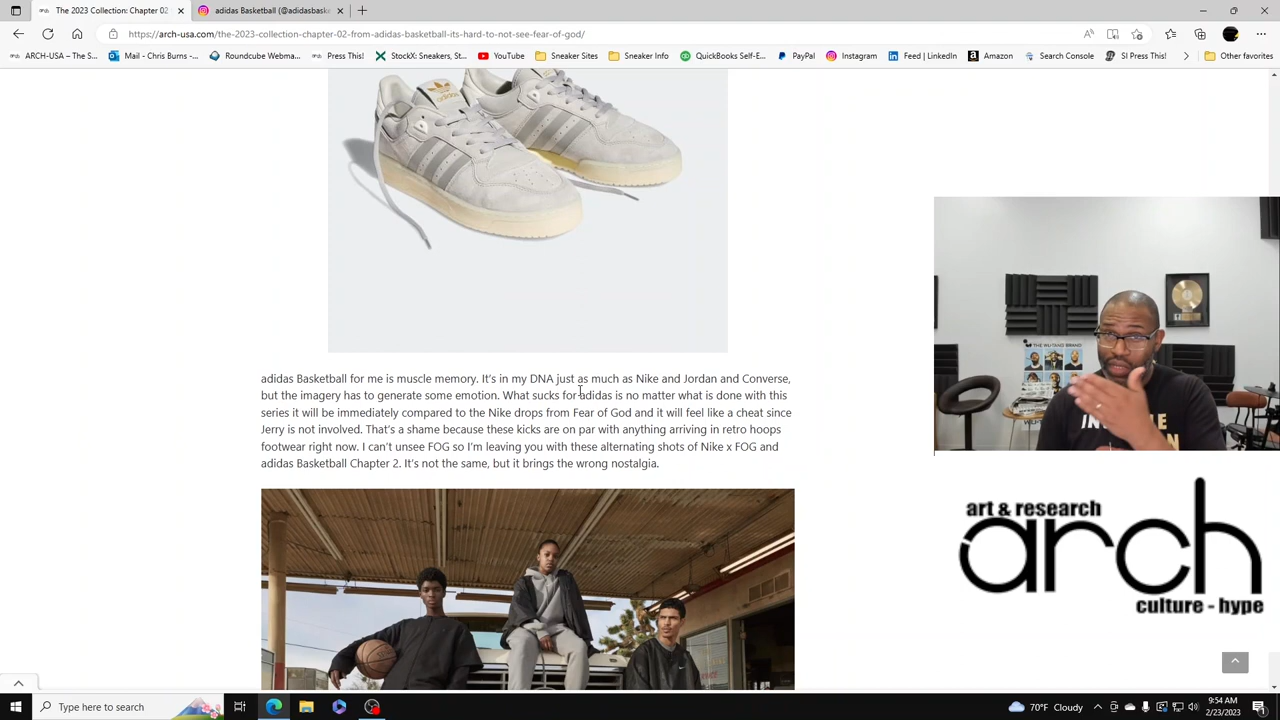 The 2023 Collection: Chapter 02
adidas Basketball (@adidasbaske
https://arch-usa.com/the-2023-collection-chapter-02-from-adidas-basketball-its-hard-to-not-see-fear-of-god/
ARCH-USA – The S...
Mail - Chris Burns -...
Roundcube Webma...
Press This!
StockX: Sneakers, St...
YouTube
Sneaker Sites
Sneaker Info
QuickBooks Self-E...
PayPal
Instagram
Feed | LinkedIn
Amazon
Search Console
SI Press This!
Other favorites
adidas
THE WU-TANG BRAND
adidas Basketball for me is muscle memory. It's in my DNA just as much as Nike and Jordan and Converse,
but the imagery has to generate some emotion. What sucks for adidas is no matter what is done with this
series it will be immediately compared to the Nike drops from Fear of God and it will feel like a cheat since
Jerry is not involved. That's a shame because these kicks are on par with anything arriving in retro hoops
footwear right now. I can't unsee FOG so I'm leaving you with these alternating shots of Nike x FOG and
adidas Basketball Chapter 2. It's not the same, but it brings the wrong nostalgia.
art & research
arch
culture - hype
Type here to search
70°F Cloudy
9:54 AM
2/23/2023